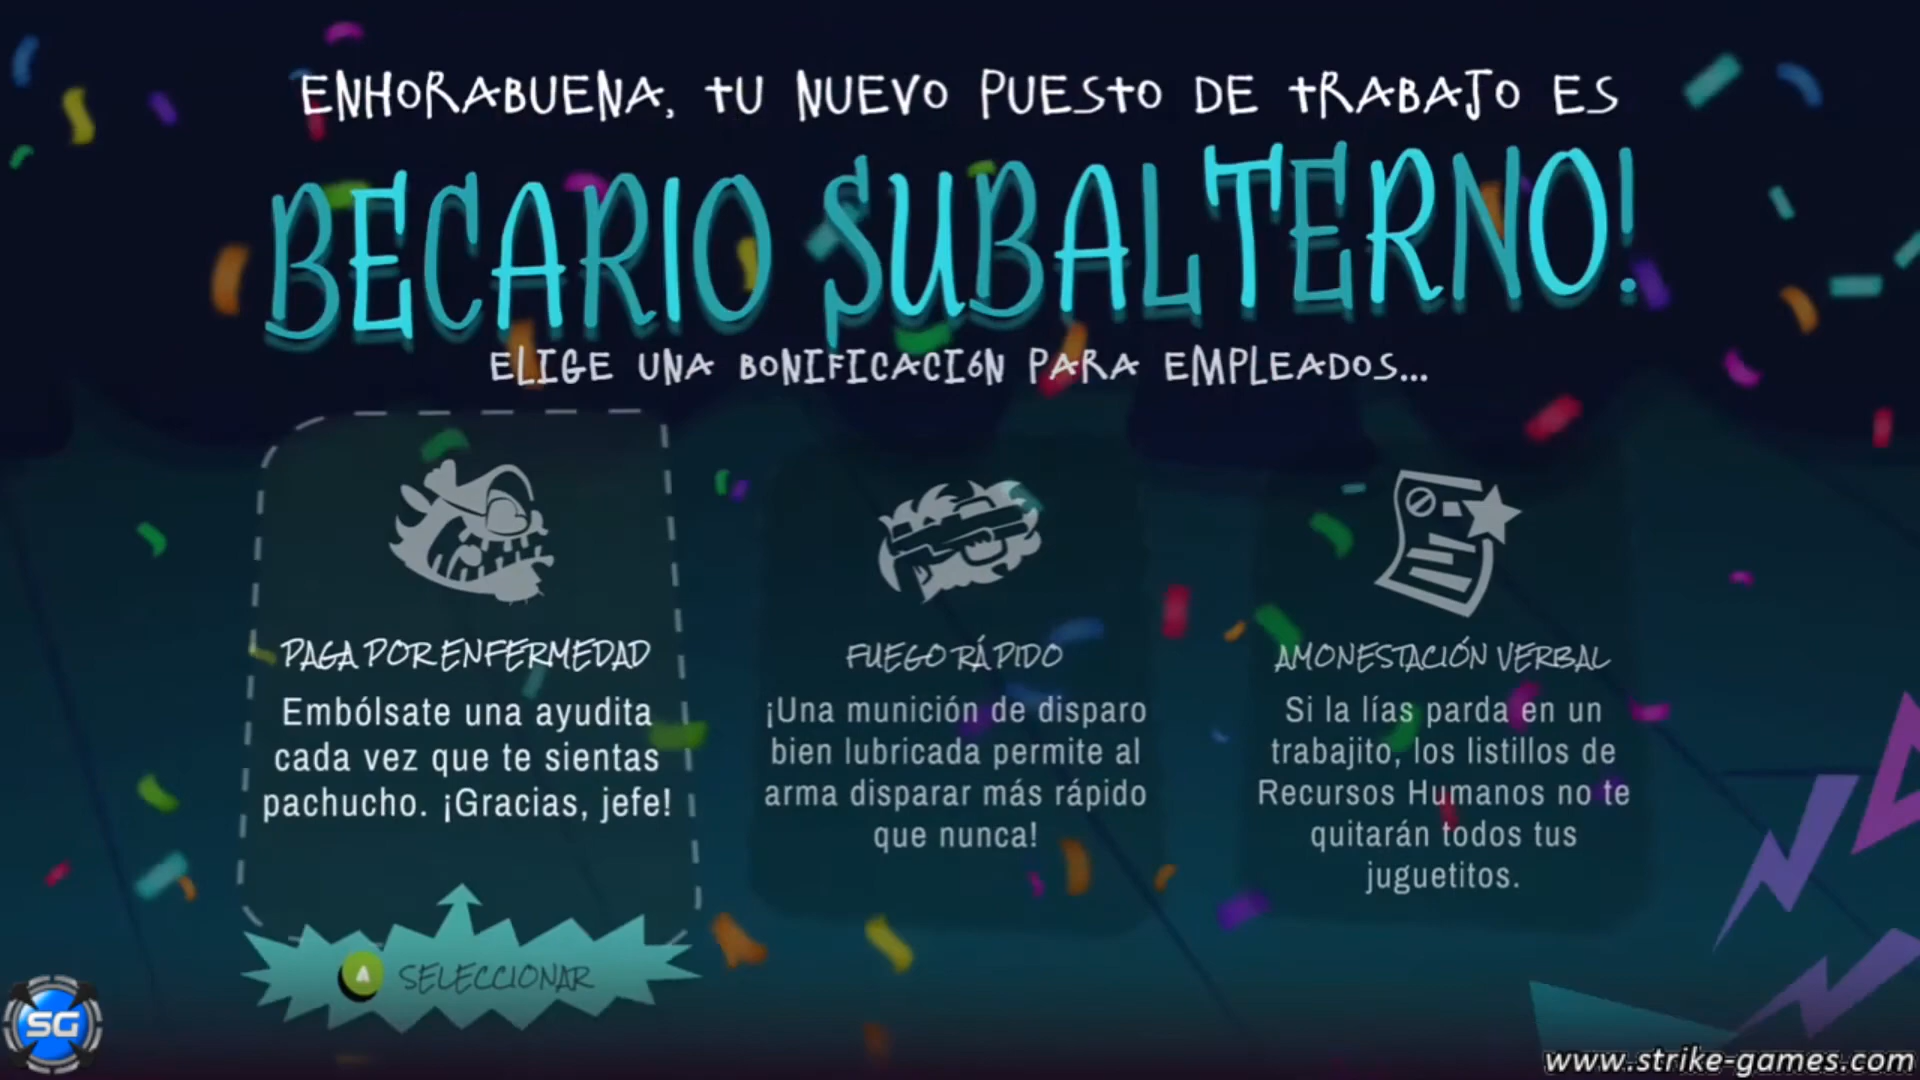 ENHORABUENA, TU NUEVO PUESTO DE TRABAJO ES
BECARIO SUBALTERNO!
ELIGE UNA BONIFICACIÓN PARA EMPLEADOS...
PAGA POR ENFERMEDAD
Embólsate una ayudita
cada vez que te sientas
pachucho. ¡Gracias, jefe!
A SELECCIONAR
FUEGO RÁPIDO
¡Una munición de disparo
bien lubricada permite al
arma disparar más rápido
que nunca!
AMONESTACIÓN VERBAL
Si la lías parda en un
trabajito, los listillos de
Recursos Humanos no te
quitarán todos tus
juguetitos.
SG
www.strike-games.com